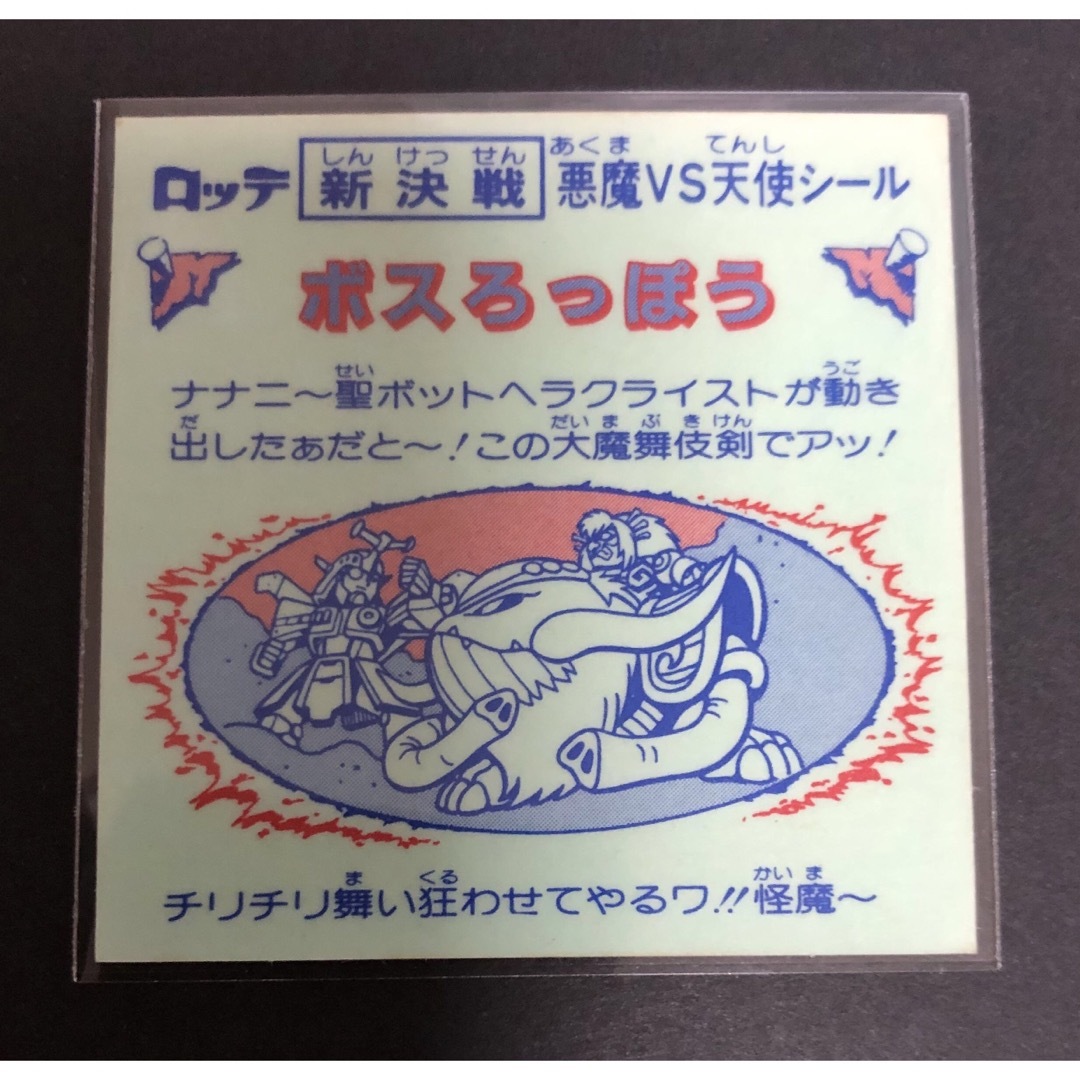 ロッテ 新決戦 悪魔VS天使シール
しん けっ せん あくま てんし
ボスろっぽう
せい うご
ナナニ〜聖ボットヘラクライストが動き
だ だい ま ぶ き けん
出したぁだと〜!この大魔舞伎剣でアッ!
ま くる かい ま
チリチリ舞い狂わせてやるワ!!怪魔〜